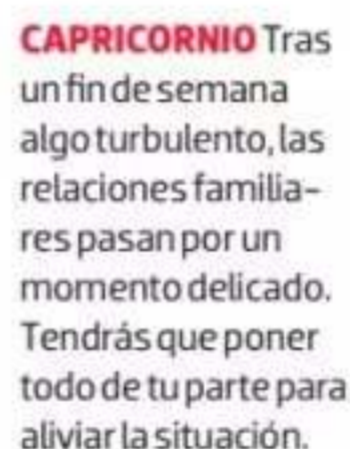 CAPRICORNIO Tras
un fin de semana
algo turbulento, las
relaciones familia-
res pasan por un
momento delicado.
Tendrás que poner
todo de tu parte para
aliviar la situación.